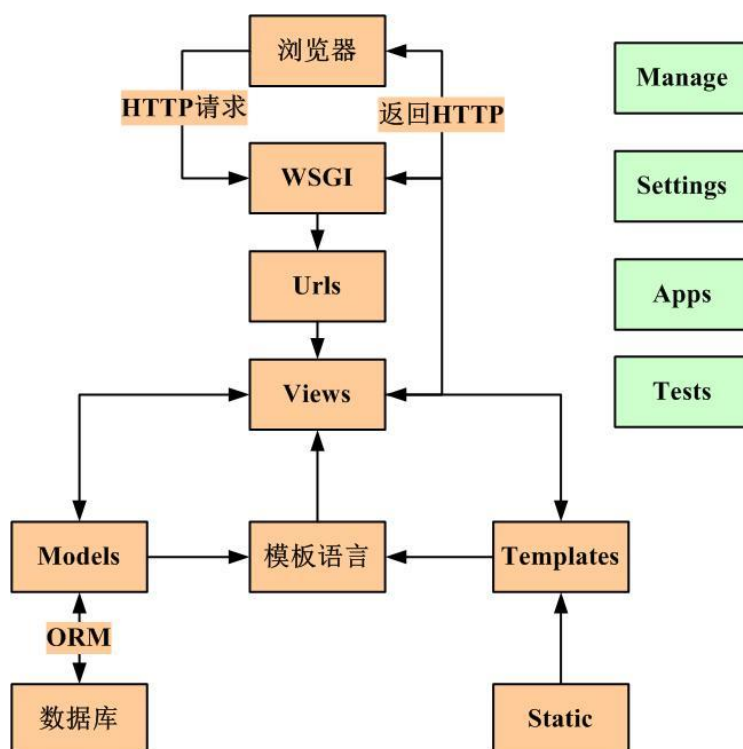 浏览器
Manage
HTTP请求
返回HTTP
WSGI
Settings
Urls
Apps
Views
Tests
Models
模板语言
Templates
ORM
数据库
Static